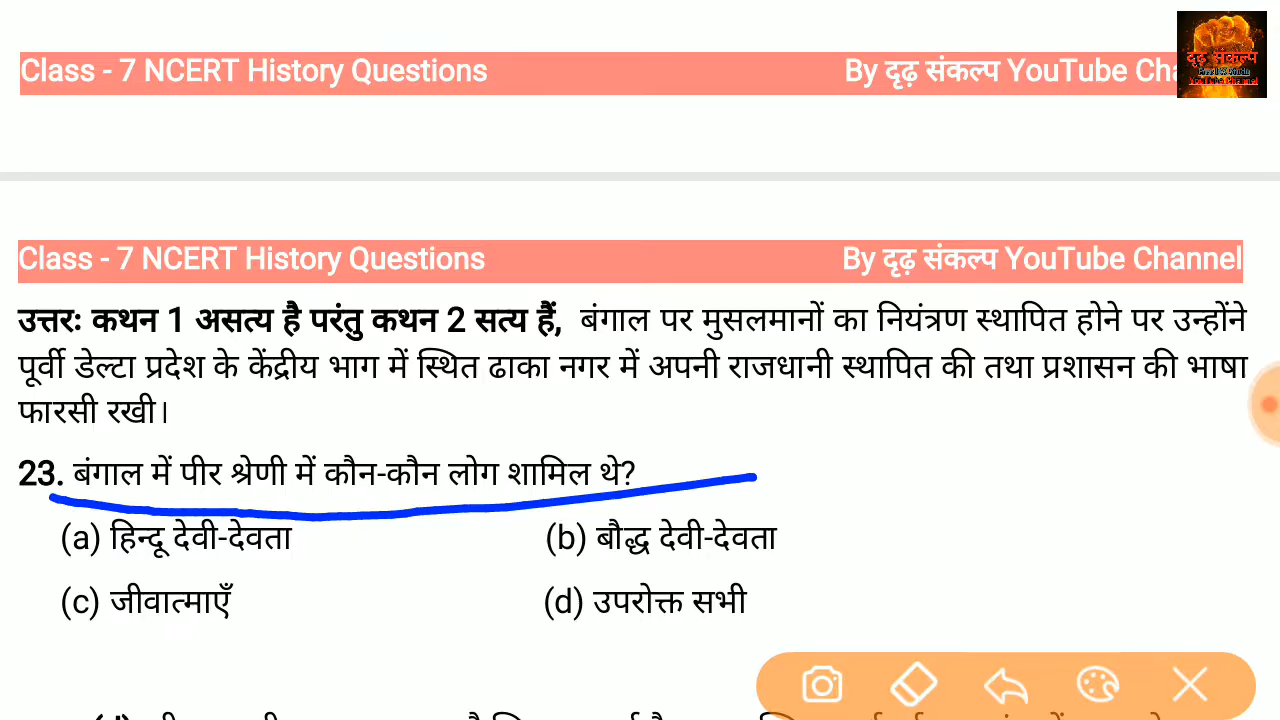 Class - 7 NCERT History Questions By दृढ़ संकल्प YouTube Cha
दृढ़ संकल्प
Class - 7 NCERT History Questions By दृढ़ संकल्प YouTube Channel
उत्तरः कथन 1 असत्य है परंतु कथन 2 सत्य हैं, बंगाल पर मुसलमानों का नियंत्रण स्थापित होने पर उन्होंने
पूर्वी डेल्टा प्रदेश के केंद्रीय भाग में स्थित ढाका नगर में अपनी राजधानी स्थापित की तथा प्रशासन की भाषा
फारसी रखी।
23. बंगाल में पीर श्रेणी में कौन-कौन लोग शामिल थे?
(a) हिन्दू देवी-देवता (b) बौद्ध देवी-देवता
(c) जीवात्माएँ (d) उपरोक्त सभी